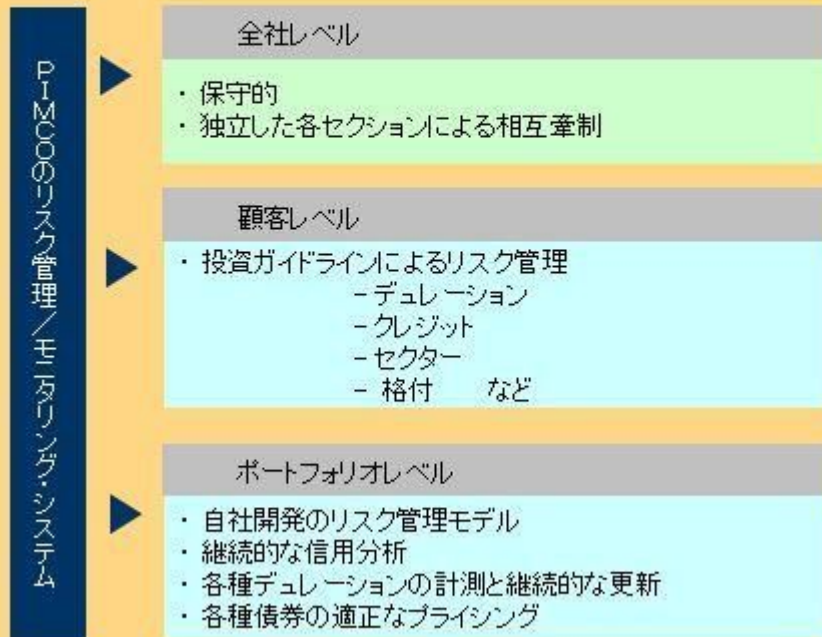 PIMCOのリスク管理／モニタリング・システム
全社レベル
・保守的
・独立した各セクションによる相互牽制
顧客レベル
・投資ガイドラインによるリスク管理
－デュレーション
－クレジット
－セクター
－ 格付　など
ポートフォリオレベル
・自社開発のリスク管理モデル
・継続的な信用分析
・各種デュレーションの計測と継続的な更新
・各種債券の適正なプライシング